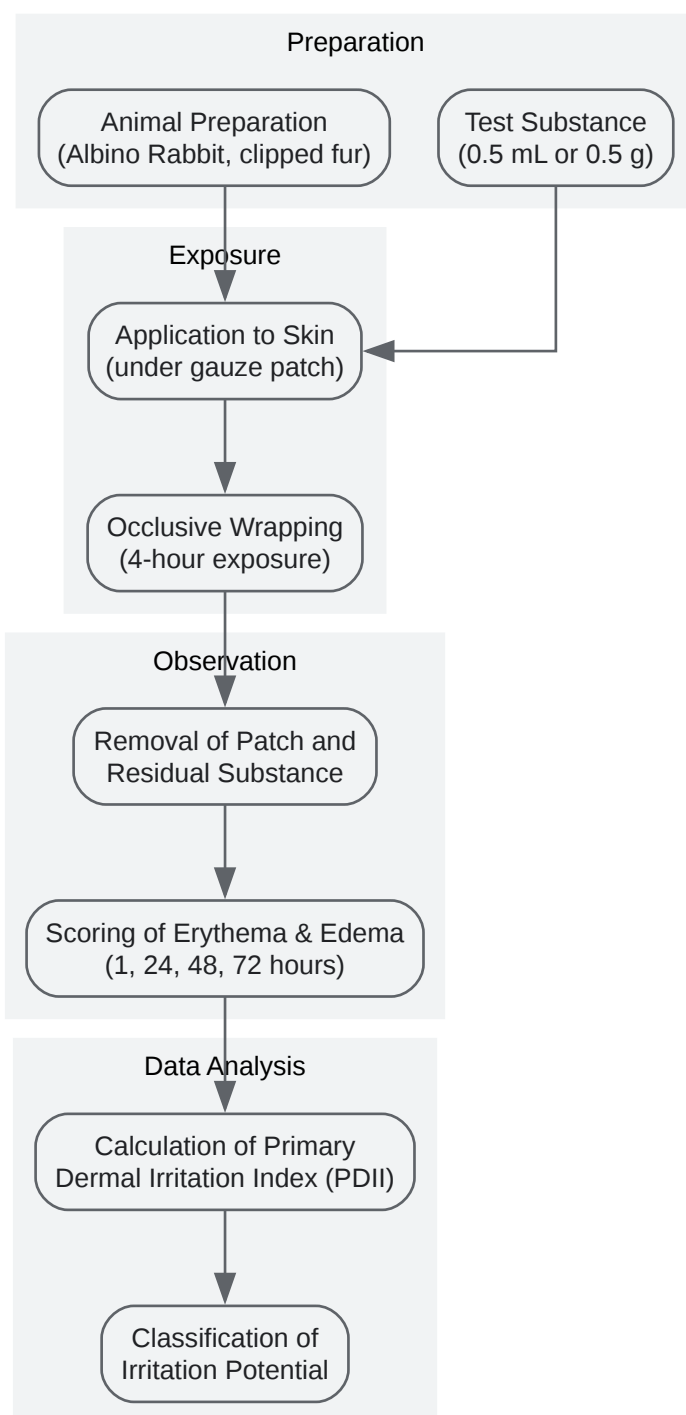 Preparation
Animal Preparation
(Albino Rabbit, clipped fur)
Test Substance
(0.5 mL or 0.5 g)
Exposure
Application to Skin
(under gauze patch)
Occlusive Wrapping
(4-hour exposure)
Observation
Removal of Patch and
Residual Substance
Scoring of Erythema & Edema
(1, 24, 48, 72 hours)
Data Analysis
Calculation of Primary
Dermal Irritation Index (PDII)
Classification of
Irritation Potential